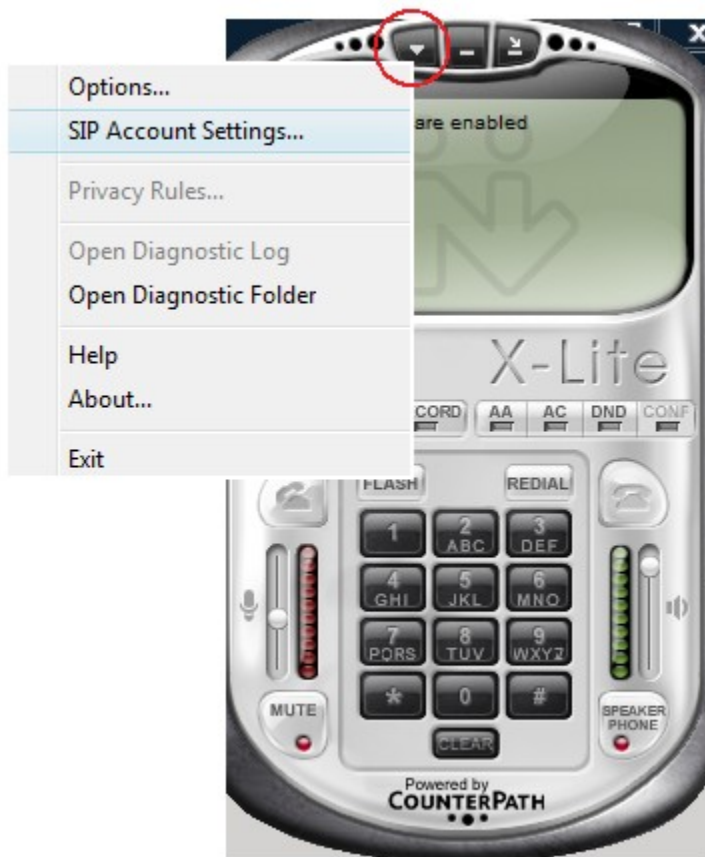 Options...
SIP Account Settings...
Privacy Rules...
Open Diagnostic Log
Open Diagnostic Folder
Help
About...
Exit
are enabled
X-Lite
CORD AA AC DND CONF
FLASH REDIAL
1 2 3
ABC DEF
4 5 6
GHI JKL MNO
7 8 9
PQRS TUV WXYZ
* 0 #
MUTE
SPEAKER
PHONE
CLEAR
Powered by
COUNTERPATH